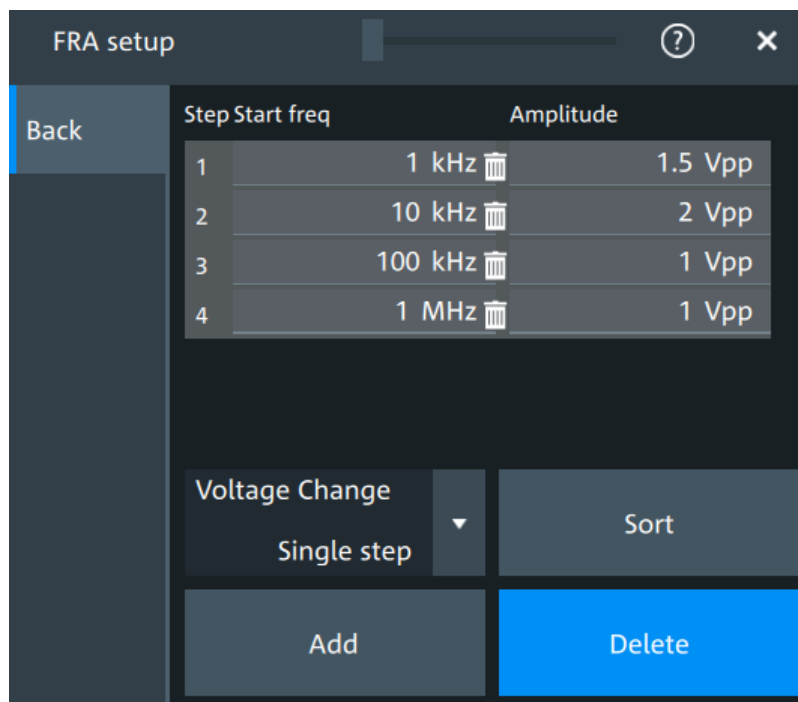 FRA setup ? ×
Back
Step Start freq Amplitude
1 1 kHz 1.5 Vpp
2 10 kHz 2 Vpp
3 100 kHz 1 Vpp
4 1 MHz 1 Vpp
Voltage Change
Single step
Sort
Add
Delete